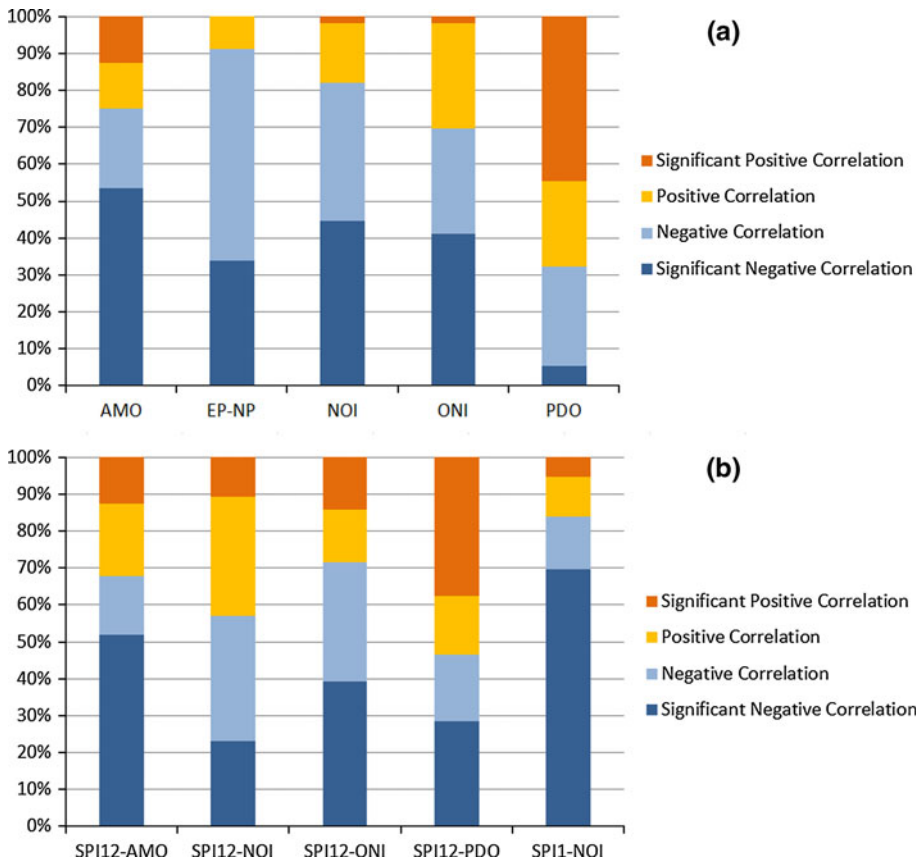 100%
90%
80%
70%
60%
50%
40%
30%
20%
10%
0%
AMO EP-NP NOI ONI PDO
(a)
Significant Positive Correlation
Positive Correlation
Negative Correlation
Significant Negative Correlation
100%
90%
80%
70%
60%
50%
40%
30%
20%
10%
0%
SPI12-AMO SPI12-NOI SPI12-ONI SPI12-PDO SPI1-NOI
(b)
Significant Positive Correlation
Positive Correlation
Negative Correlation
Significant Negative Correlation